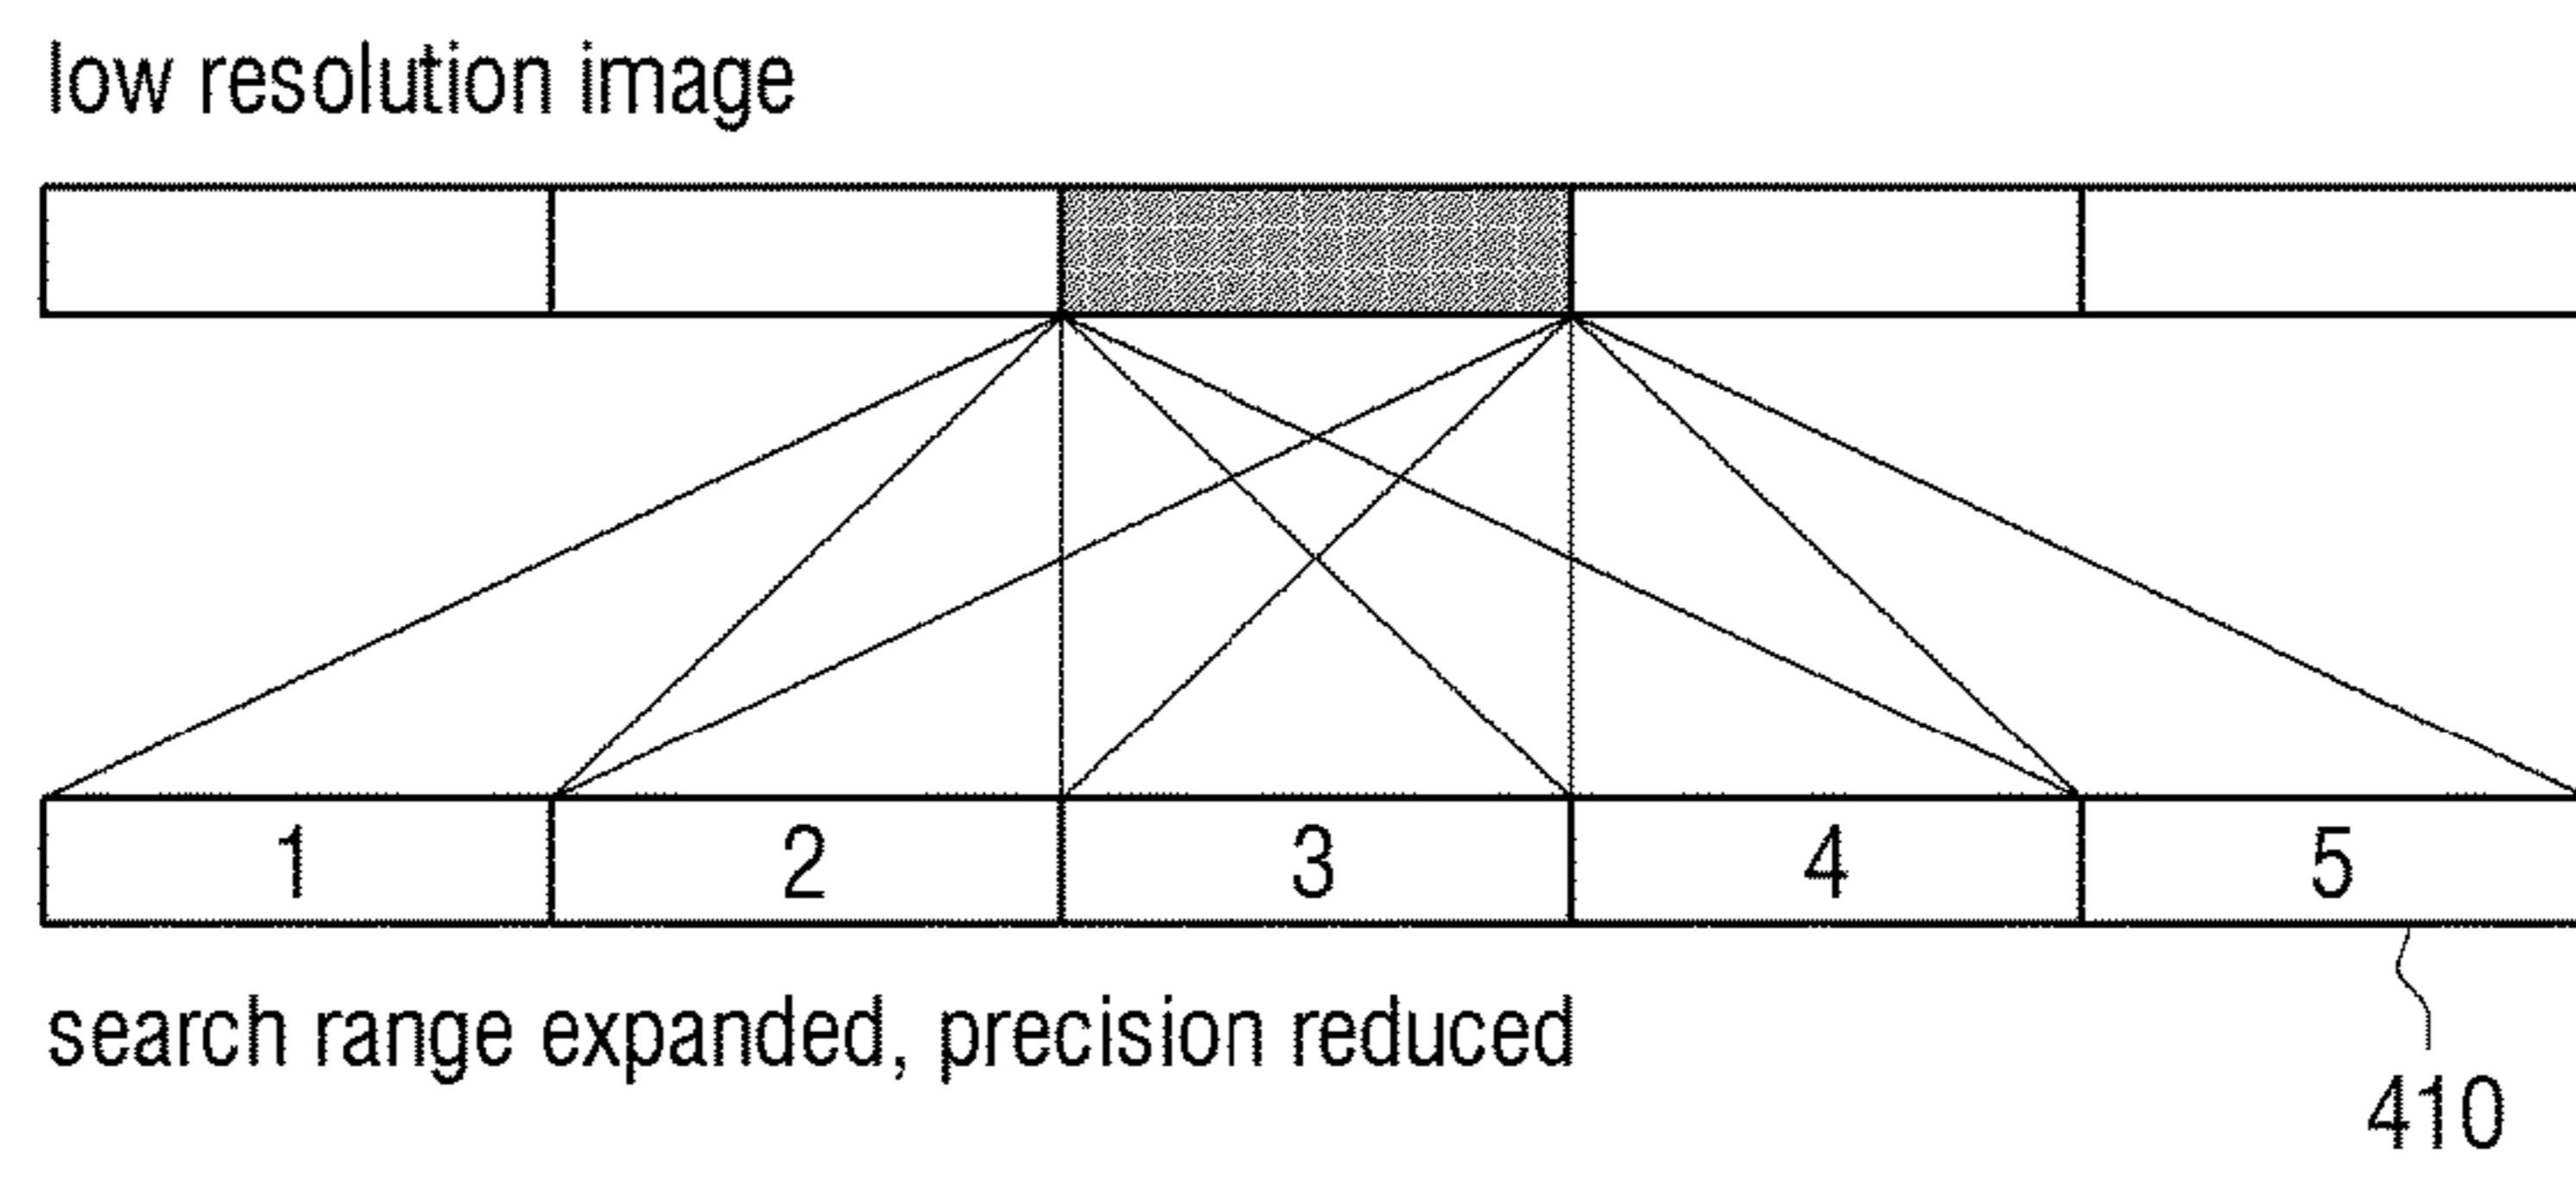 low resolution image
1 2 3 4 5
search range expanded, precision reduced
410